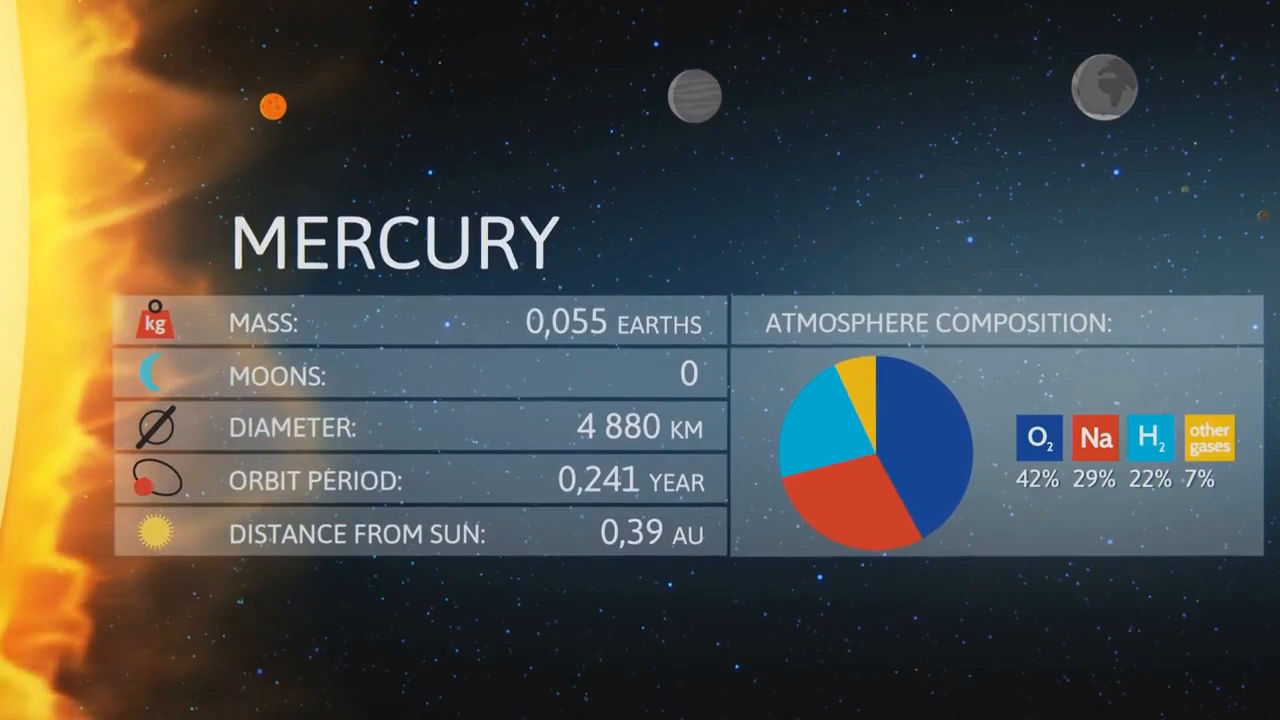 MERCURY
kg MASS: 0,055 EARTHS
MOONS: 0
DIAMETER: 4 880 KM
ORBIT PERIOD: 0,241 YEAR
DISTANCE FROM SUN: 0,39 AU
ATMOSPHERE COMPOSITION:
O₂ Na H₂ other gases
42% 29% 22% 7%